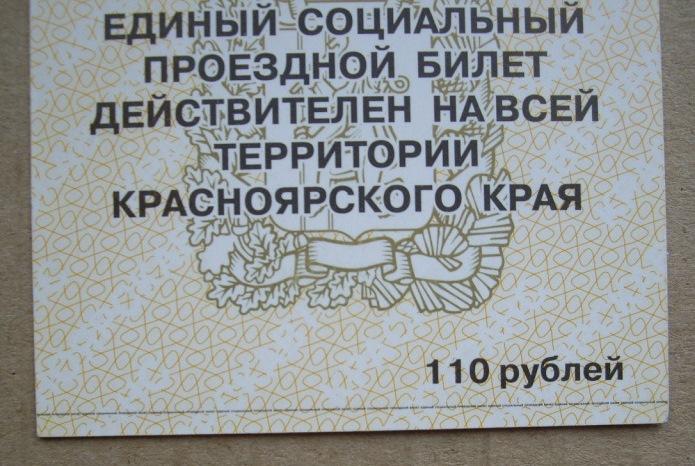 ЕДИНЫЙ СОЦИАЛЬНЫЙ
ПРОЕЗДНОЙ БИЛЕТ
ДЕЙСТВИТЕЛЕН НА ВСЕЙ
ТЕРРИТОРИИ
КРАСНОЯРСКОГО КРАЯ
110 рублей